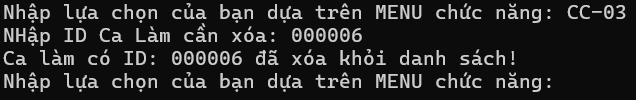 Nhập lựa chọn của bạn dựa trên MENU chức năng: CC-03
NHập ID Ca Làm cần xóa: 000006
Ca làm có ID: 000006 đã xóa khỏi danh sách!
Nhập lựa chọn của bạn dựa trên MENU chức năng: